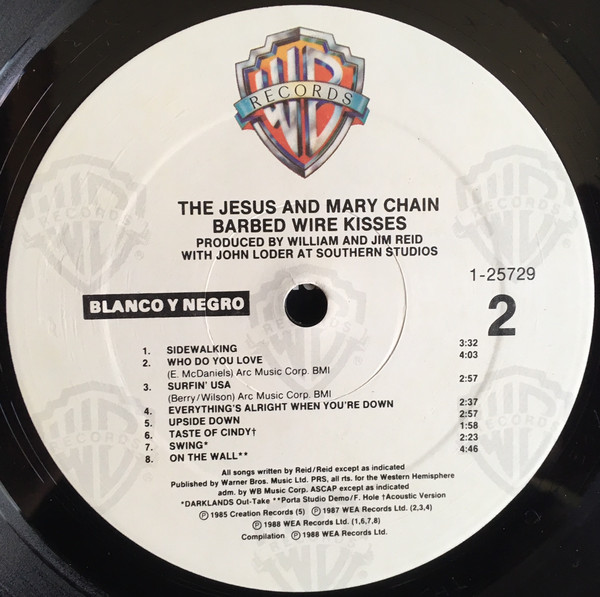 WB
RECORDS
THE JESUS AND MARY CHAIN
BARBED WIRE KISSES
PRODUCED BY WILLIAM AND JIM REID
WITH JOHN LODER AT SOUTHERN STUDIOS
1-25729
BLANCO Y NEGRO
2
1. SIDEWALKING 3:32
2. WHO DO YOU LOVE 4:03
(E. McDaniels) Arc Music Corp. BMI
3. SURFIN' USA 2:57
(Berry/Wilson) Arc Music Corp. BMI
4. EVERYTHING'S ALRIGHT WHEN YOU'RE DOWN 2:37
5. UPSIDE DOWN 2:57
6. TASTE OF CINDY† 1:58
7. SWING* 2:23
8. ON THE WALL** 4:46
All songs written by Reid/Reid except as indicated
Published by Warner Bros. Music Ltd. PRS, all rts. for the Western Hemisphere
adm. by WB Music Corp. ASCAP except as indicated
*DARKLANDS Out-Take **Porta Studio Demo/F. Hole †Acoustic Version
℗ 1985 Creation Records (5) ℗ 1987 WEA Records Ltd. (2,3,4)
℗ 1988 WEA Records Ltd. (1,6,7,8)
Compilation ℗ 1988 WEA Records Ltd.